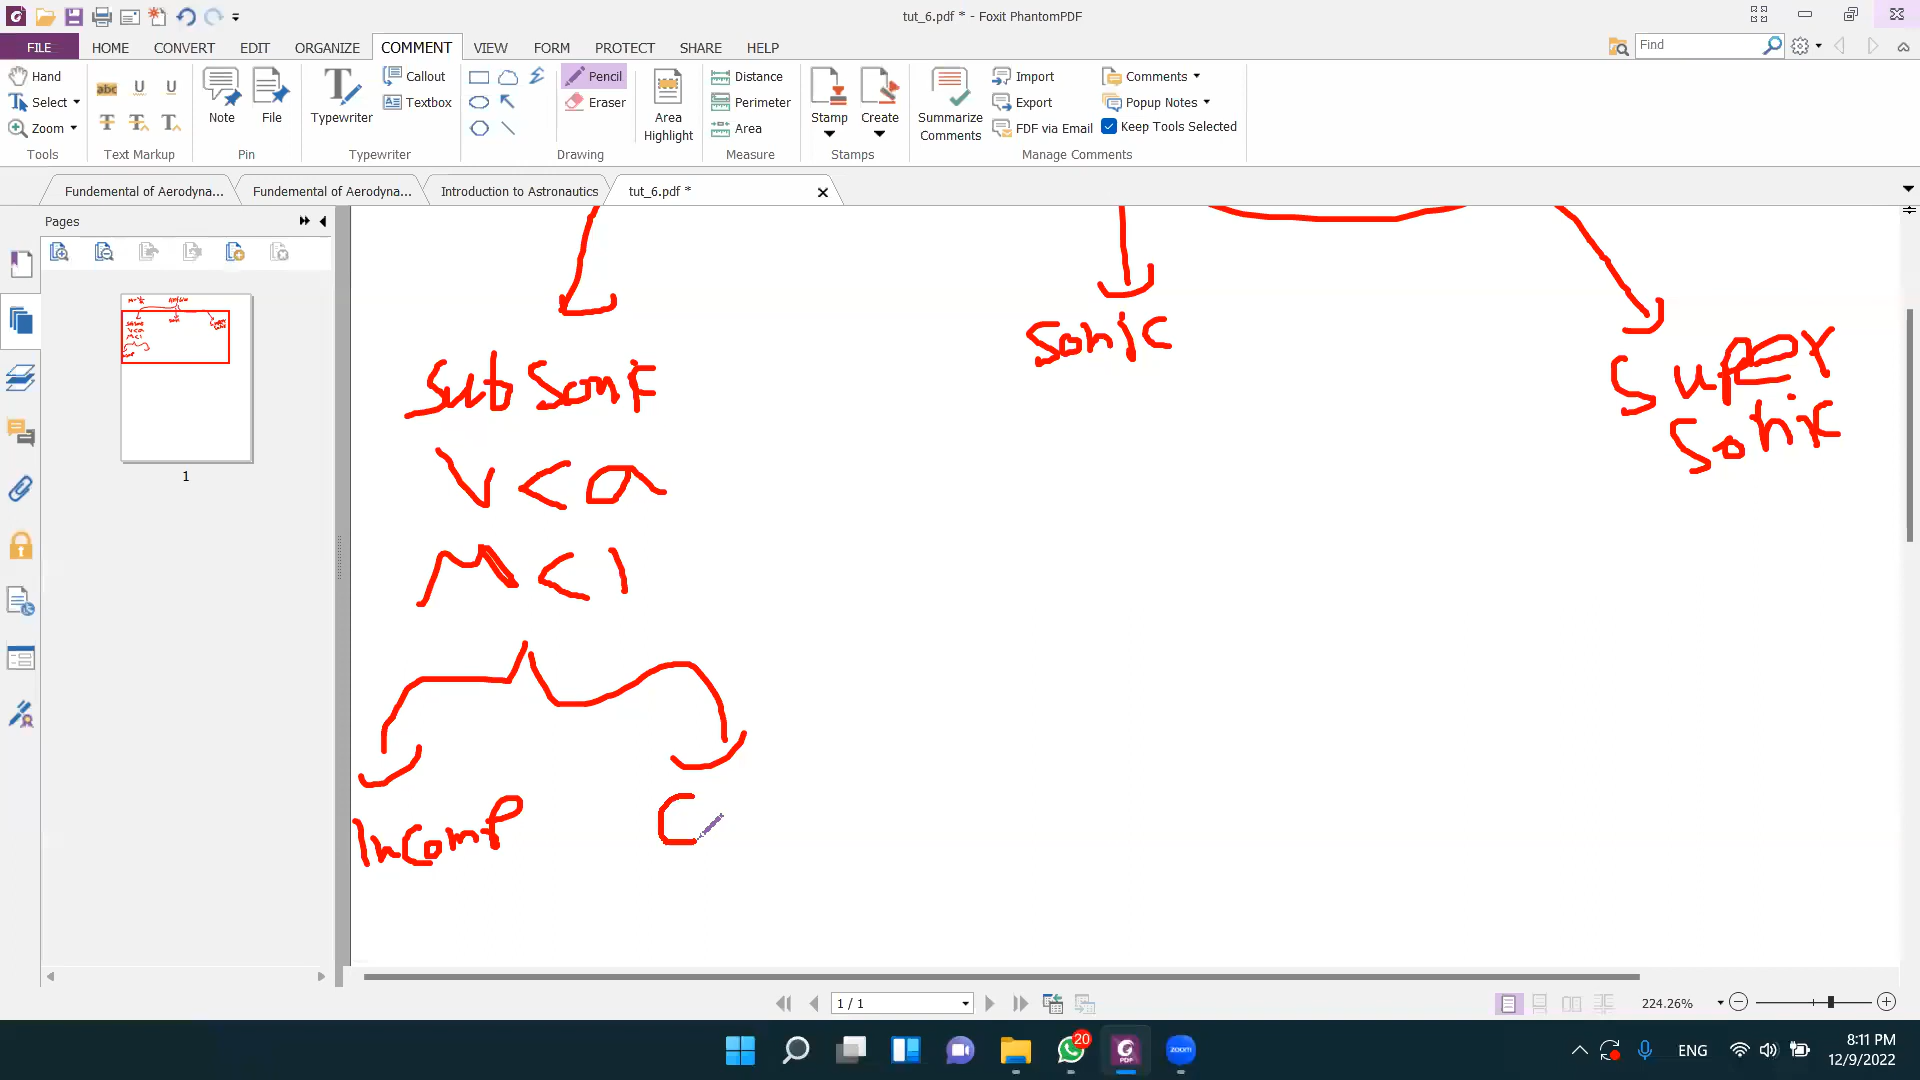 tut_6.pdf * - Foxit PhantomPDF
FILE HOME CONVERT EDIT ORGANIZE COMMENT VIEW FORM PROTECT SHARE HELP
Find
Hand
Select
Zoom
Tools
abc U U
T T T
Text Markup
Note File
Pin
Typewriter
Callout
Textbox
Typewriter
Pencil
Eraser
Drawing
Area Highlight
Distance
Perimeter
Area
Measure
Stamp Create
Stamps
Summarize Comments
Import
Export
FDF via Email
Comments
Popup Notes
Keep Tools Selected
Manage Comments
Fundemental of Aerodyna... Fundemental of Aerodyna... Introduction to Astronautics tut_6.pdf *
Pages
1
Sonic
Super
Sonic
SubSonic
V < a
M < 1
InComp
C
1 / 1
224.26%
20
zoom
PDF
ENG
8:11 PM
12/9/2022